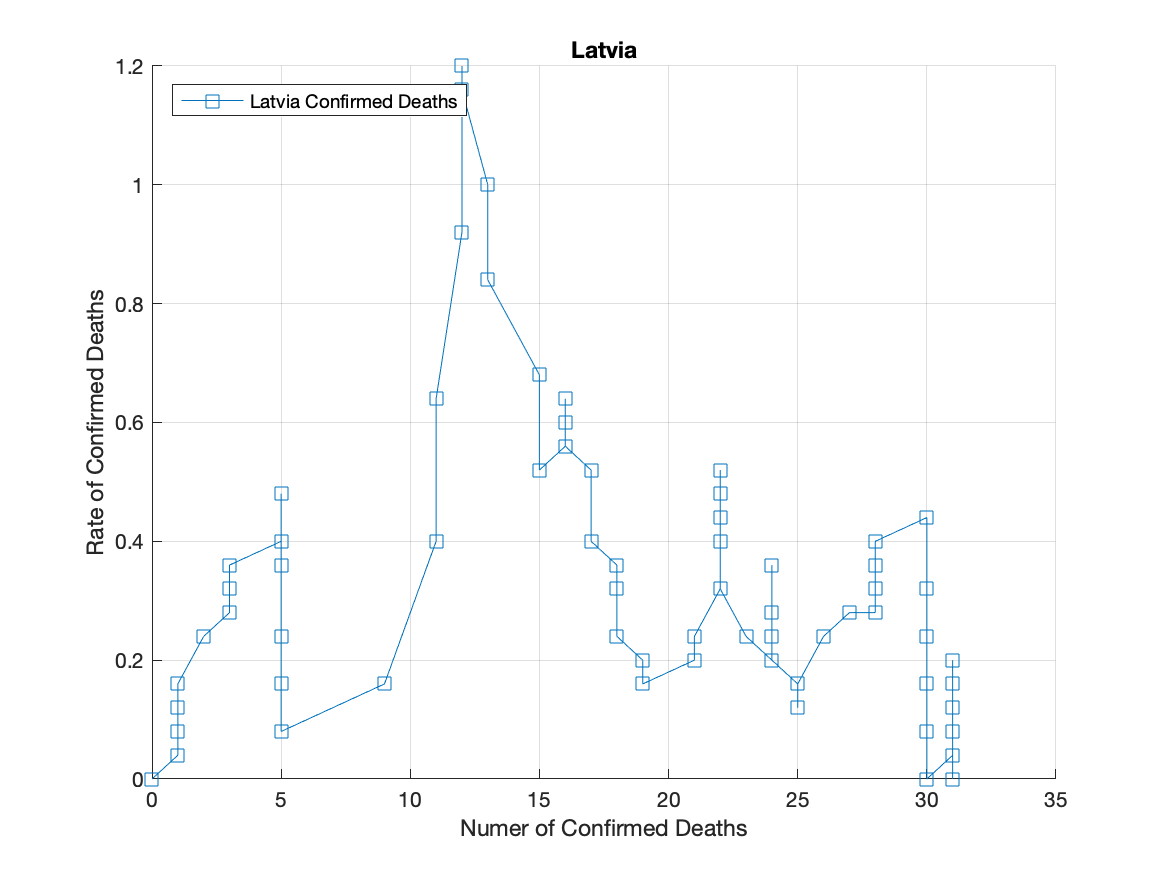 Latvia
Latvia Confirmed Deaths
Rate of Confirmed Deaths
1.2
1
0.8
0.6
0.4
0.2
0
0 5 10 15 20 25 30 35
Numer of Confirmed Deaths